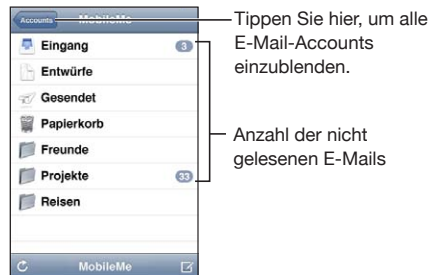 Accounts MobileMe
Eingang 3
Entwürfe
Gesendet
Papierkorb
Freunde
Projekte 33
Reisen
MobileMe
Tippen Sie hier, um alle
E-Mail-Accounts
einzublenden.
Anzahl der nicht
gelesenen E-Mails